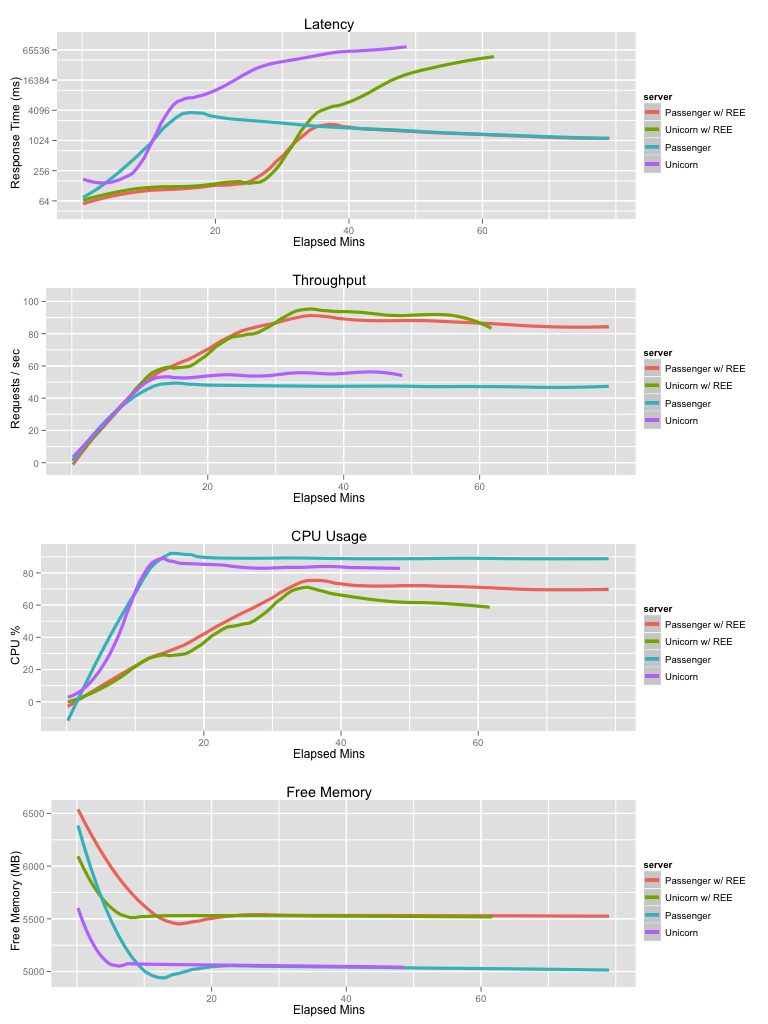 Latency
Response Time (ms)
65536
16384
4096
1024
256
64
20
40
60
Elapsed Mins
server
Passenger w/ REE
Unicorn w/ REE
Passenger
Unicorn
Throughput
Requests / sec
100
80
60
40
20
0
20
40
60
Elapsed Mins
server
Passenger w/ REE
Unicorn w/ REE
Passenger
Unicorn
CPU Usage
CPU %
80
60
40
20
0
20
40
60
Elapsed Mins
server
Passenger w/ REE
Unicorn w/ REE
Passenger
Unicorn
Free Memory
Free Memory (MB)
6500
6000
5500
5000
20
40
60
Elapsed Mins
server
Passenger w/ REE
Unicorn w/ REE
Passenger
Unicorn